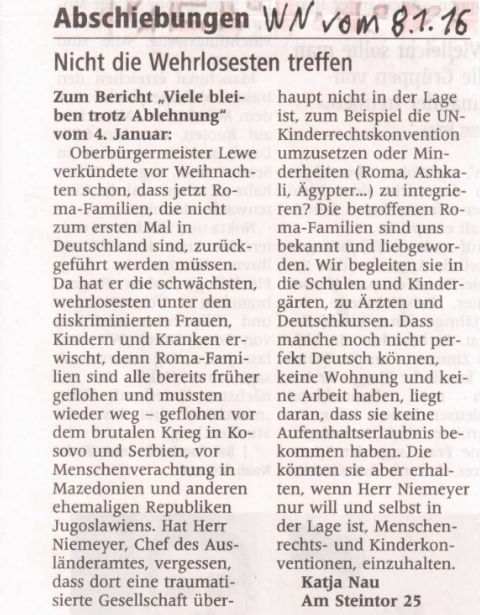 Abschiebungen WN vom 8.1.16
Nicht die Wehrlosesten treffen
Zum Bericht „Viele blei-
ben trotz Ablehnung“
vom 4. Januar:
Oberbürgermeister Lewe
verkündete vor Weihnach-
ten schon, dass jetzt Ro-
ma-Familien, die nicht
zum ersten Mal in
Deutschland sind, zurück-
geführt werden müssen.
Da hat er die schwächsten,
wehrlosesten unter den
diskriminierten Frauen,
Kindern und Kranken er-
wischt, denn Roma-Fami-
lien sind alle bereits früher
geflohen und mussten
wieder weg – geflohen vor
dem brutalen Krieg in Ko-
sovo und Serbien, vor
Menschenverachtung in
Mazedonien und anderen
ehemaligen Republiken
Jugoslawiens. Hat Herr
Niemeyer, Chef des Aus-
länderamtes, vergessen,
dass dort eine traumati-
sierte Gesellschaft über-
haupt nicht in der Lage
ist, zum Beispiel die UN-
Kinderrechtskonvention
umzusetzen oder Min-
derheiten (Roma, Ashka-
li, Ägypter...) zu integrie-
ren? Die betroffenen Ro-
ma-Familien sind uns
bekannt und liebgewor-
den. Wir begleiten sie in
die Schulen und Kinder-
gärten, zu Ärzten und
Deutschkursen. Dass
manche noch nicht per-
fekt Deutsch können,
keine Wohnung und kei-
ne Arbeit haben, liegt
daran, dass sie keine
Aufenthaltserlaubnis be-
kommen haben. Die
könnten sie aber erhal-
ten, wenn Herr Niemeyer
nur will und selbst in
der Lage ist, Menschen-
rechts- und Kinderkon-
ventionen, einzuhalten.
Katja Nau
Am Steintor 25